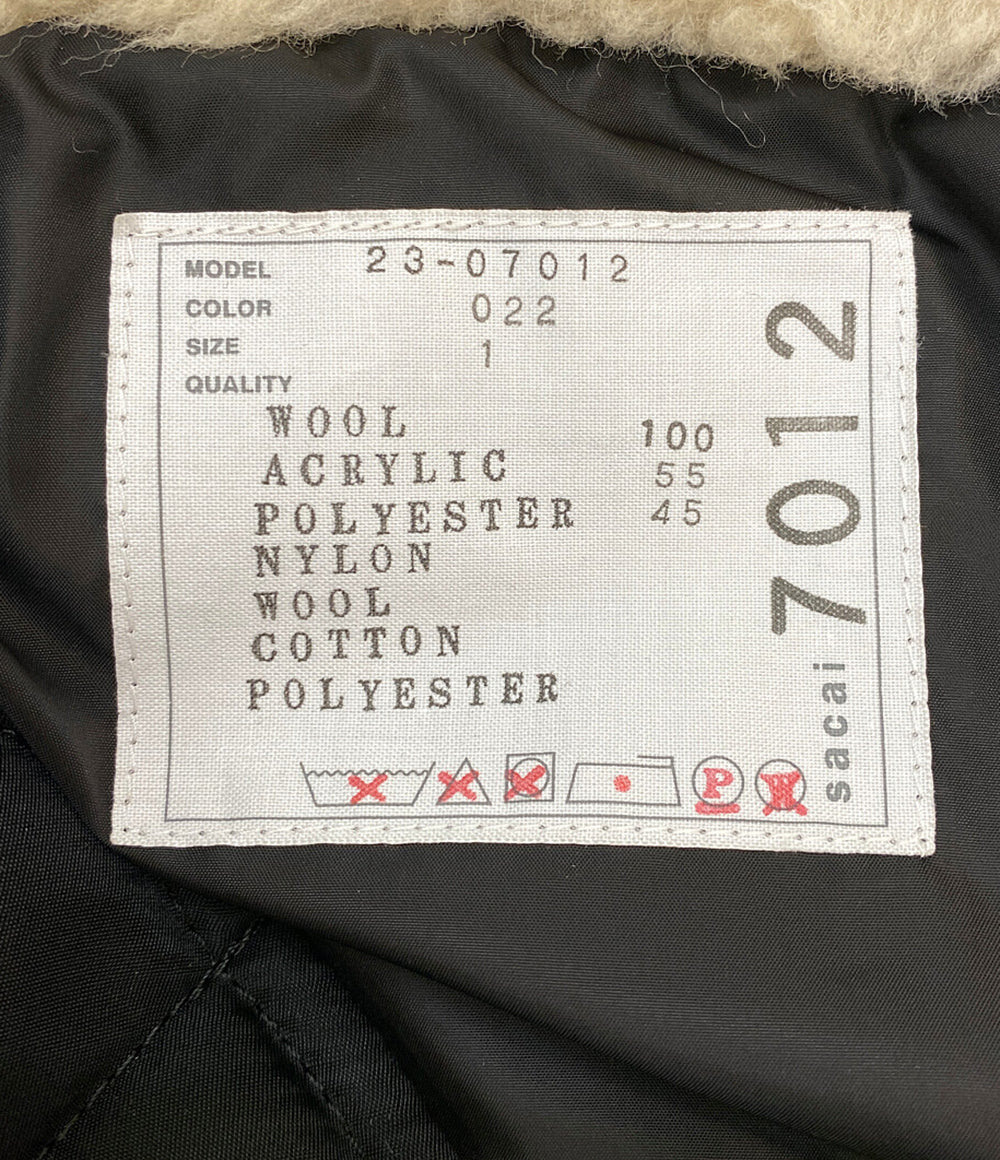 MODEL 23-07012
COLOR 022
SIZE 1
QUALITY
WOOL 100
ACRYLIC 55
POLYESTER 45
NYLON
WOOL
COTTON
POLYESTER
P W
sacai 7012